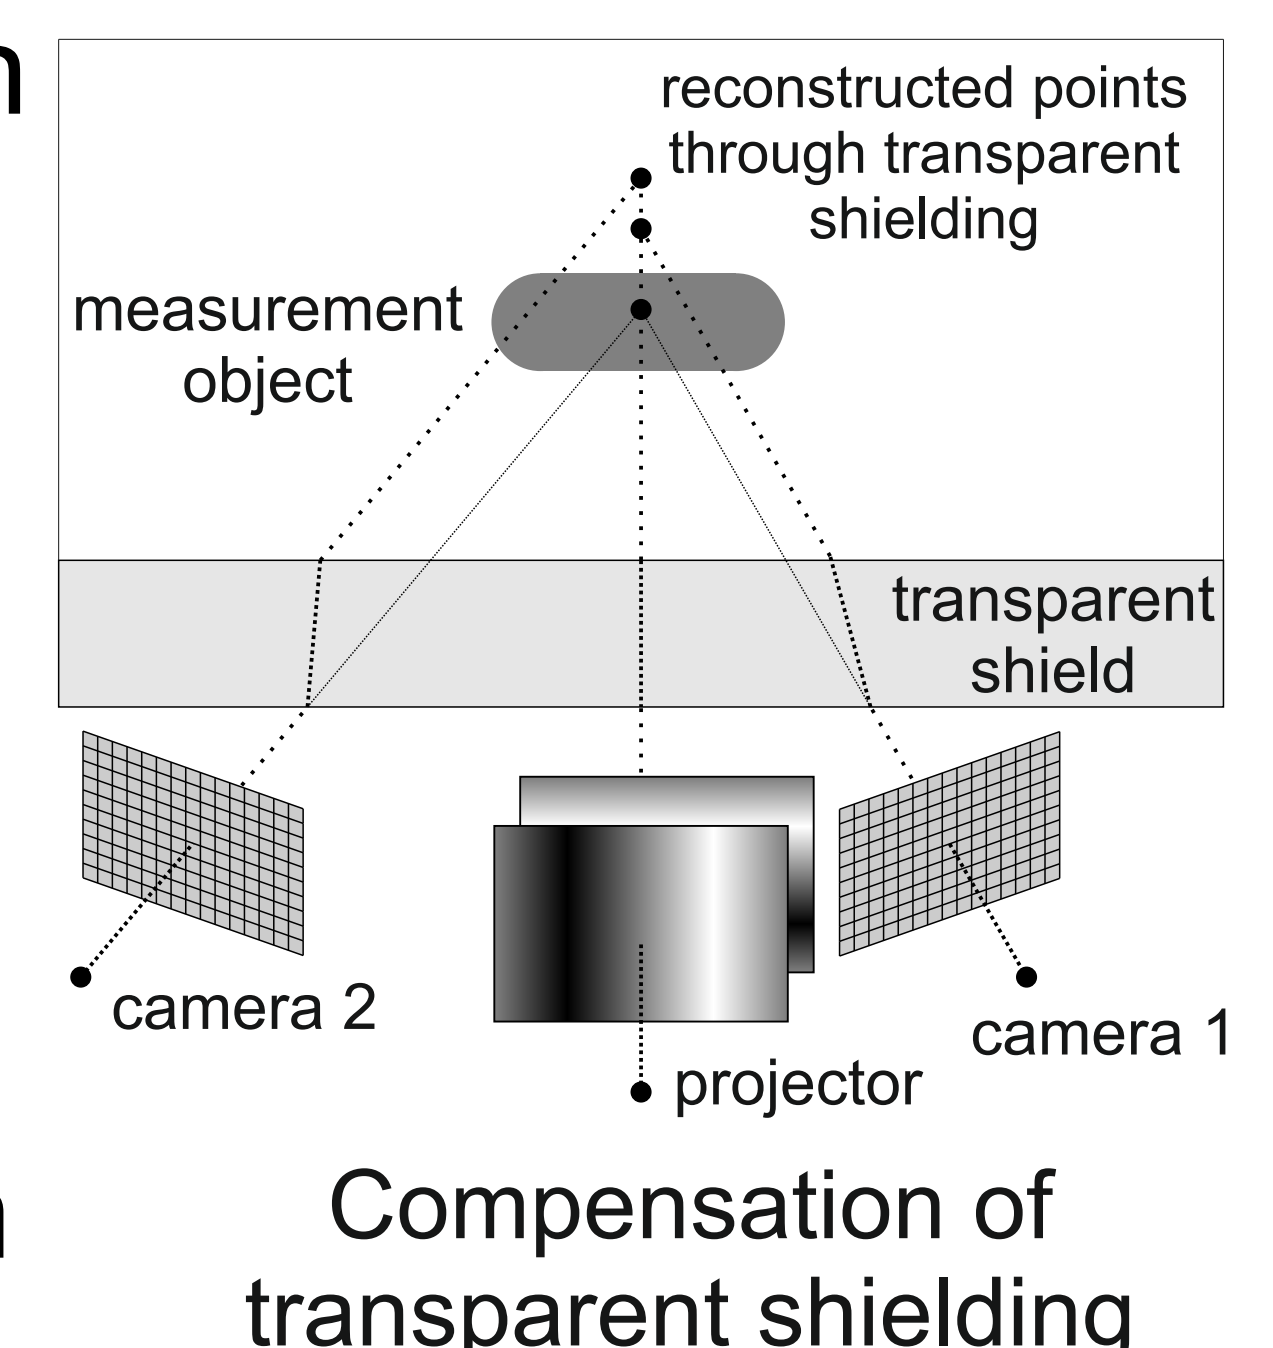 reconstructed points
through transparent
shielding
measurement
object
transparent
shield
camera 2
camera 1
projector
Compensation of
transparent shielding